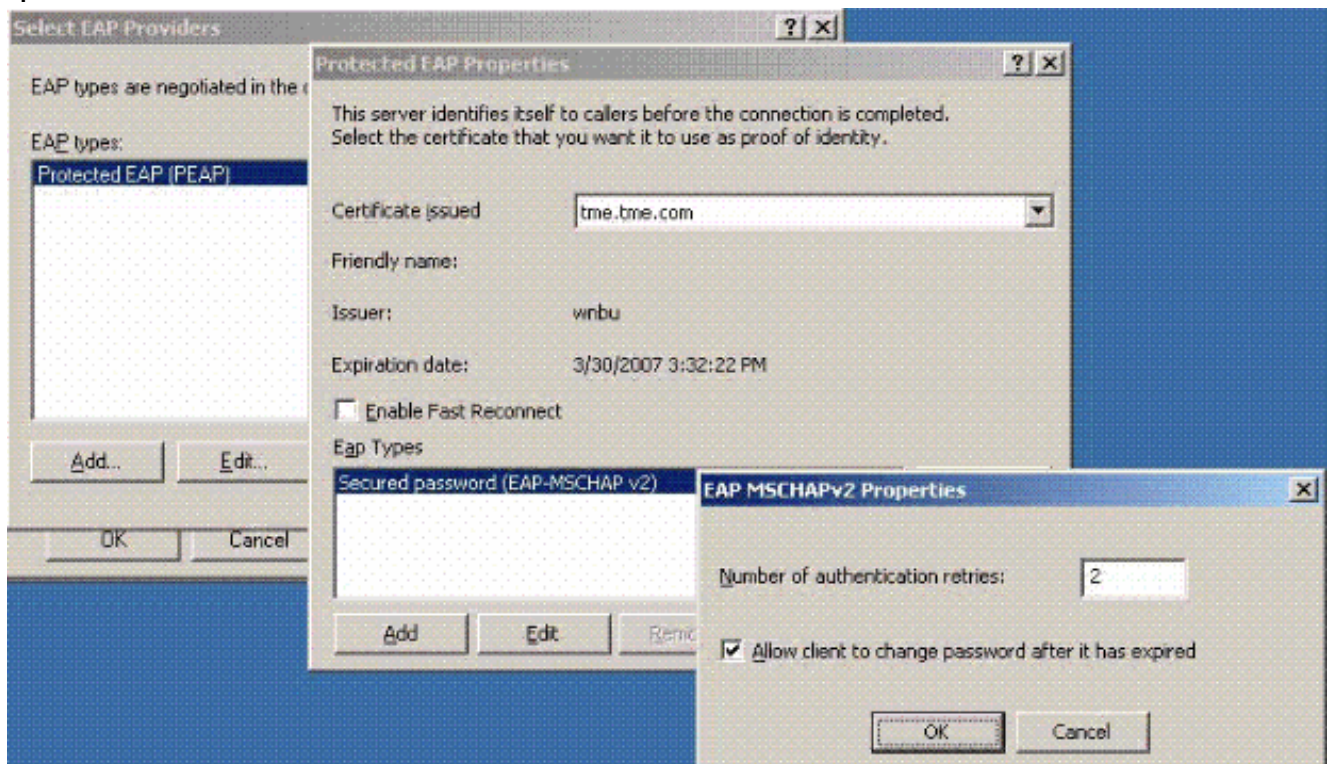 Select EAP Providers
EAP types are negotiated in the
EAP types:
Protected EAP (PEAP)
Add...
Edit...
OK
Cancel
Protected EAP Properties
This server identifies itself to callers before the connection is completed.
Select the certificate that you want it to use as proof of identity.
Certificate issued
tme.tme.com
Friendly name:
Issuer:
wnbu
Expiration date:
3/30/2007 3:32:22 PM
Enable Fast Reconnect
Eap Types
Secured password (EAP-MSCHAP v2)
Add
Edit
EAP MSCHAPv2 Properties
Number of authentication retries:
2
Allow client to change password after it has expired
OK
Cancel